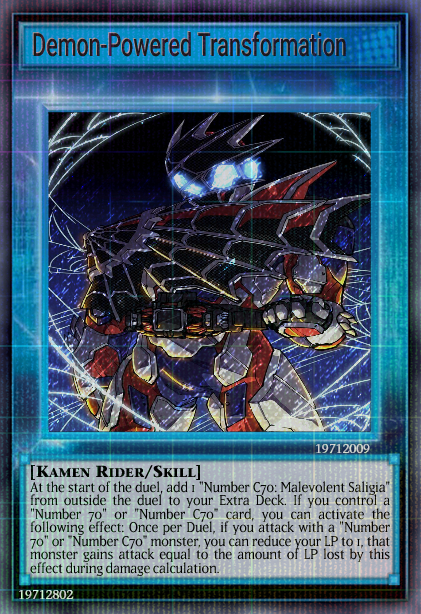 Demon-Powered Transformation
19712009
[Kamen Rider/Skill]
At the start of the duel, add 1 "Number C70: Malevolent Saligia"
from outside the duel to your Extra Deck. If you control a
"Number 70" or "Number C70" card, you can activate the
following effect: Once per Duel, if you attack with a "Number
70" or "Number C70" monster, you can reduce your LP to 1, that
monster gains attack equal to the amount of LP lost by this
effect during damage calculation.
19712802